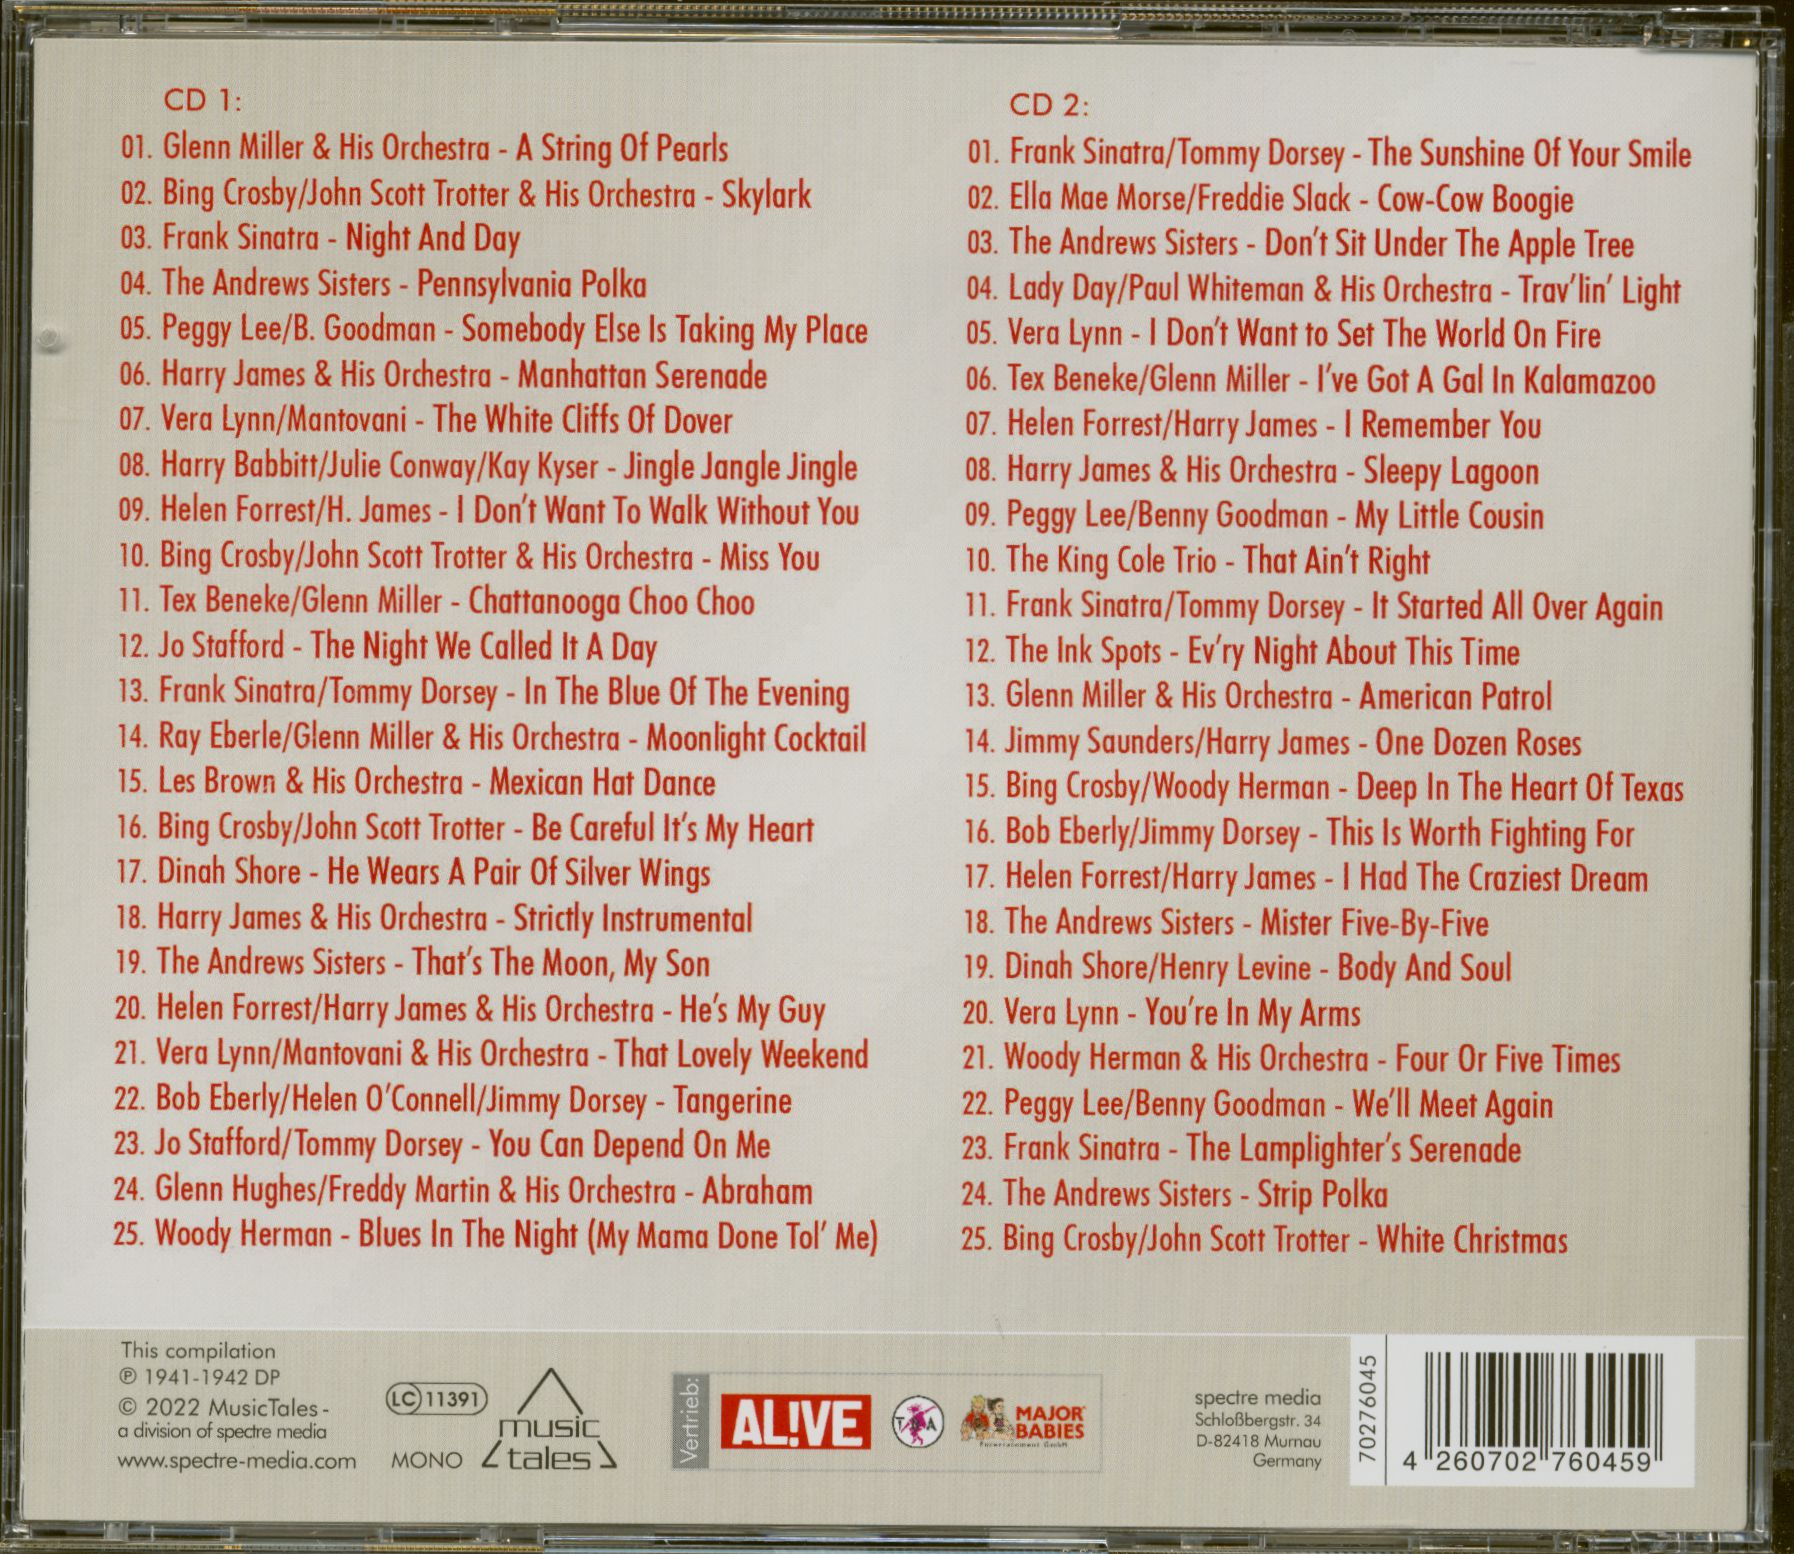 CD 1:
01. Glenn Miller & His Orchestra - A String Of Pearls
02. Bing Crosby/John Scott Trotter & His Orchestra - Skylark
03. Frank Sinatra - Night And Day
04. The Andrews Sisters - Pennsylvania Polka
05. Peggy Lee/B. Goodman - Somebody Else Is Taking My Place
06. Harry James & His Orchestra - Manhattan Serenade
07. Vera Lynn/Mantovani - The White Cliffs Of Dover
08. Harry Babbitt/Julie Conway/Kay Kyser - Jingle Jangle Jingle
09. Helen Forrest/H. James - I Don't Want To Walk Without You
10. Bing Crosby/John Scott Trotter & His Orchestra - Miss You
11. Tex Beneke/Glenn Miller - Chattanooga Choo Choo
12. Jo Stafford - The Night We Called It A Day
13. Frank Sinatra/Tommy Dorsey - In The Blue Of The Evening
14. Ray Eberle/Glenn Miller & His Orchestra - Moonlight Cocktail
15. Les Brown & His Orchestra - Mexican Hat Dance
16. Bing Crosby/John Scott Trotter - Be Careful It's My Heart
17. Dinah Shore - He Wears A Pair Of Silver Wings
18. Harry James & His Orchestra - Strictly Instrumental
19. The Andrews Sisters - That's The Moon, My Son
20. Helen Forrest/Harry James & His Orchestra - He's My Guy
21. Vera Lynn/Mantovani & His Orchestra - That Lovely Weekend
22. Bob Eberly/Helen O'Connell/Jimmy Dorsey - Tangerine
23. Jo Stafford/Tommy Dorsey - You Can Depend On Me
24. Glenn Hughes/Freddy Martin & His Orchestra - Abraham
25. Woody Herman - Blues In The Night (My Mama Done Tol' Me)
CD 2:
01. Frank Sinatra/Tommy Dorsey - The Sunshine Of Your Smile
02. Ella Mae Morse/Freddie Slack - Cow-Cow Boogie
03. The Andrews Sisters - Don't Sit Under The Apple Tree
04. Lady Day/Paul Whiteman & His Orchestra - Trav'lin' Light
05. Vera Lynn - I Don't Want to Set The World On Fire
06. Tex Beneke/Glenn Miller - I've Got A Gal In Kalamazoo
07. Helen Forrest/Harry James - I Remember You
08. Harry James & His Orchestra - Sleepy Lagoon
09. Peggy Lee/Benny Goodman - My Little Cousin
10. The King Cole Trio - That Ain't Right
11. Frank Sinatra/Tommy Dorsey - It Started All Over Again
12. The Ink Spots - Ev'ry Night About This Time
13. Glenn Miller & His Orchestra - American Patrol
14. Jimmy Saunders/Harry James - One Dozen Roses
15. Bing Crosby/Woody Herman - Deep In The Heart Of Texas
16. Bob Eberly/Jimmy Dorsey - This Is Worth Fighting For
17. Helen Forrest/Harry James - I Had The Craziest Dream
18. The Andrews Sisters - Mister Five-By-Five
19. Dinah Shore/Henry Levine - Body And Soul
20. Vera Lynn - You're In My Arms
21. Woody Herman & His Orchestra - Four Or Five Times
22. Peggy Lee/Benny Goodman - We'll Meet Again
23. Frank Sinatra - The Lamplighter's Serenade
24. The Andrews Sisters - Strip Polka
25. Bing Crosby/John Scott Trotter - White Christmas
This compilation
℗ 1941-1942 DP
© 2022 MusicTales -
a division of spectre media
www.spectre-media.com
LC 11391
MONO
music
tales
Vertrieb:
AL!VE
TNA
MAJOR
BABIES
Entertainment GmbH
spectre media
Schloßbergstr. 34
D-82418 Murnau
Germany
70276045
4 260702 760459